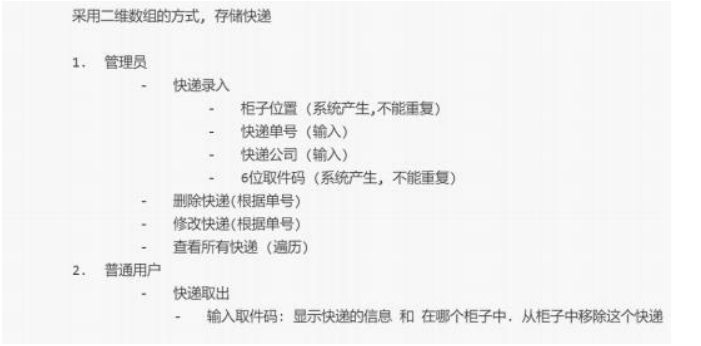 采用二维数组的方式, 存储快递
1. 管理员
- 快递录入
- 柜子位置 (系统产生,不能重复)
- 快递单号 (输入)
- 快递公司 (输入)
- 6位取件码 (系统产生, 不能重复)
- 删除快递(根据单号)
- 修改快递(根据单号)
- 查看所有快递 (遍历)
2. 普通用户
- 快递取出
- 输入取件码: 显示快递的信息 和 在哪个柜子中. 从柜子中移除这个快递